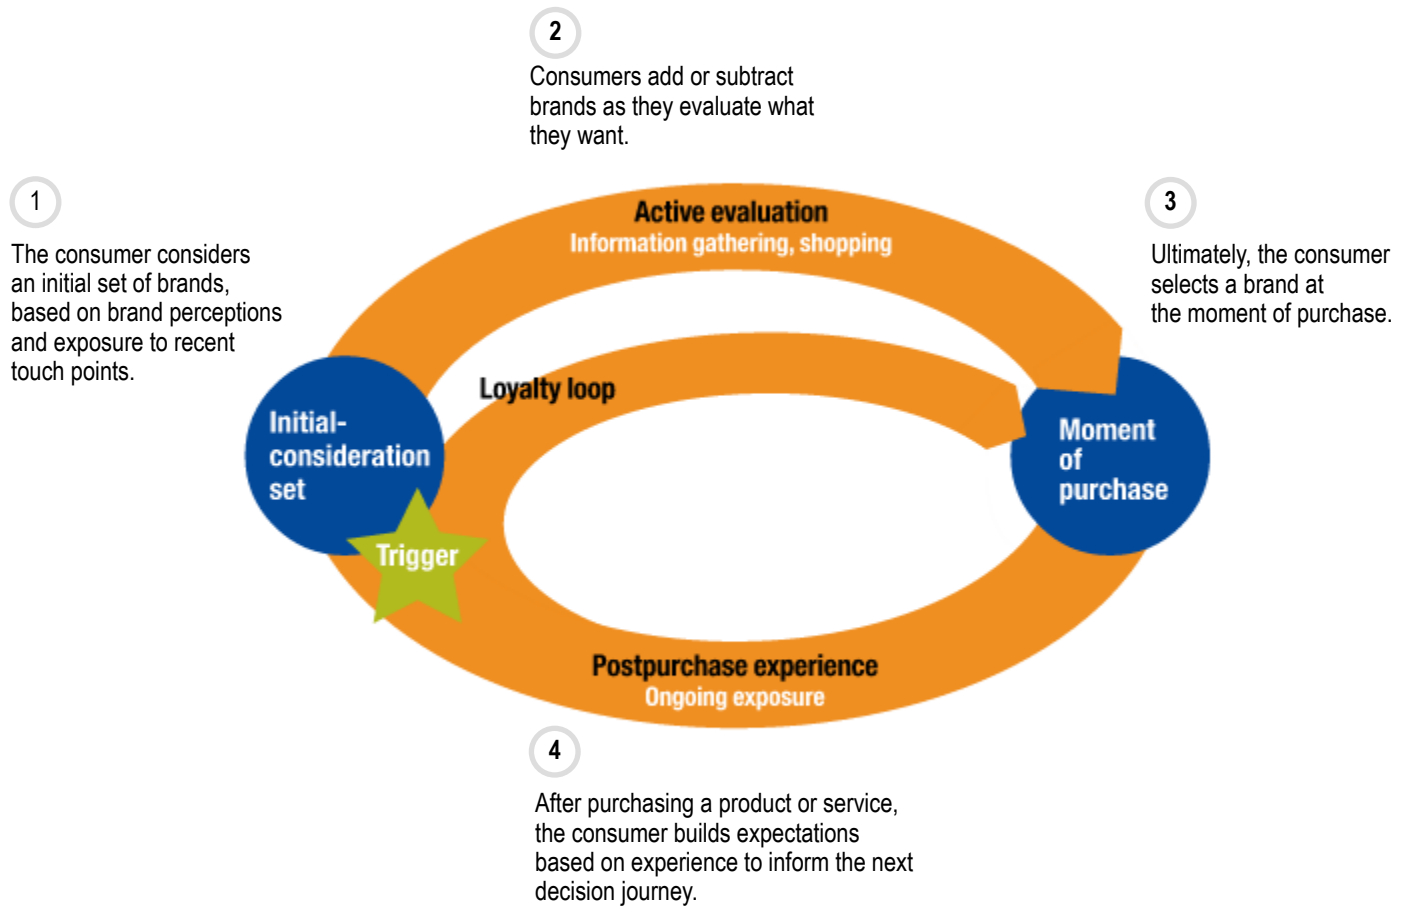 1
The consumer considers
an initial set of brands,
based on brand perceptions
and exposure to recent
touch points.
2
Consumers add or subtract
brands as they evaluate what
they want.
3
Ultimately, the consumer
selects a brand at
the moment of purchase.
Active evaluation
Information gathering, shopping
Loyalty loop
Initial-
consideration
set
Trigger
Moment
of
purchase
Postpurchase experience
Ongoing exposure
4
After purchasing a product or service,
the consumer builds expectations
based on experience to inform the next
decision journey.